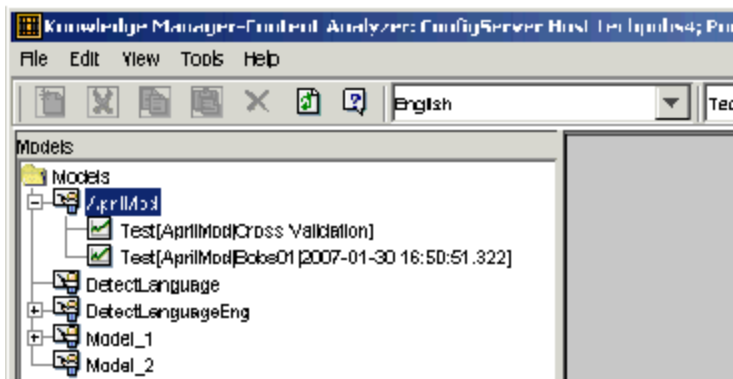 Knowledge Manager-Content Analyzer: ConfigServer Host Techpubs4;
File Edit View Tools Help
English
Models
Models
AprilMod
Test[AprilMod|Cross Validation]
Test[AprilMod|Bobs01|2007-01-30 16:50:51.322]
DetectLanguage
DetectLanguageEng
Model_1
Model_2